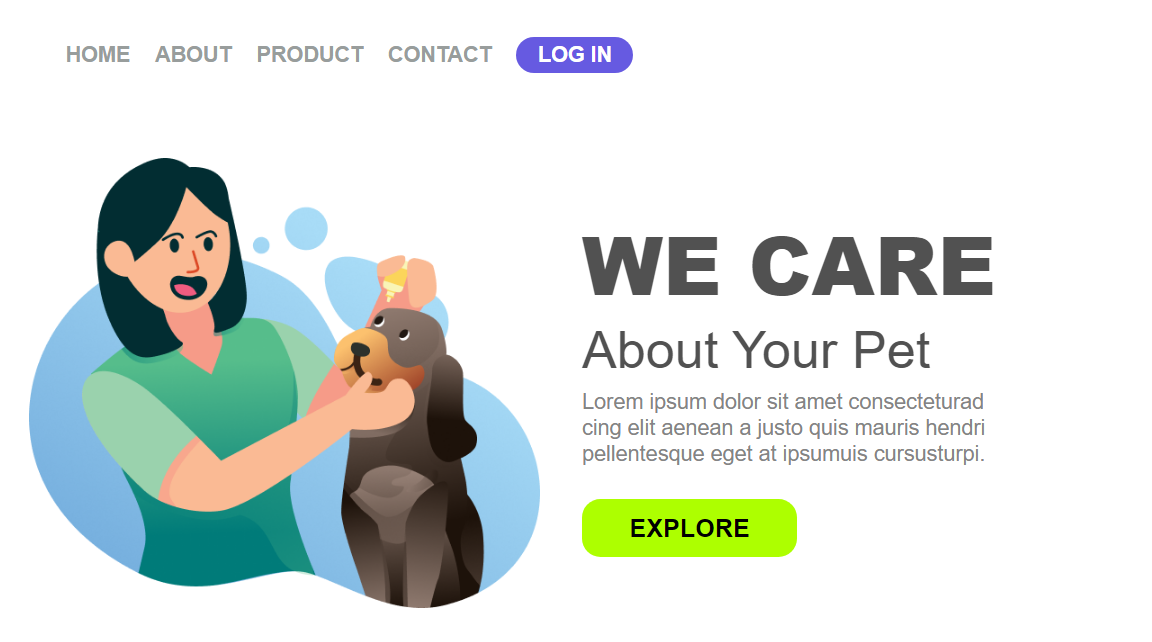 HOME ABOUT PRODUCT CONTACT LOG IN
WE CARE
About Your Pet
Lorem ipsum dolor sit amet consecteturad
cing elit aenean a justo quis mauris hendri
pellentesque eget at ipsumuis cursusturpi.
EXPLORE